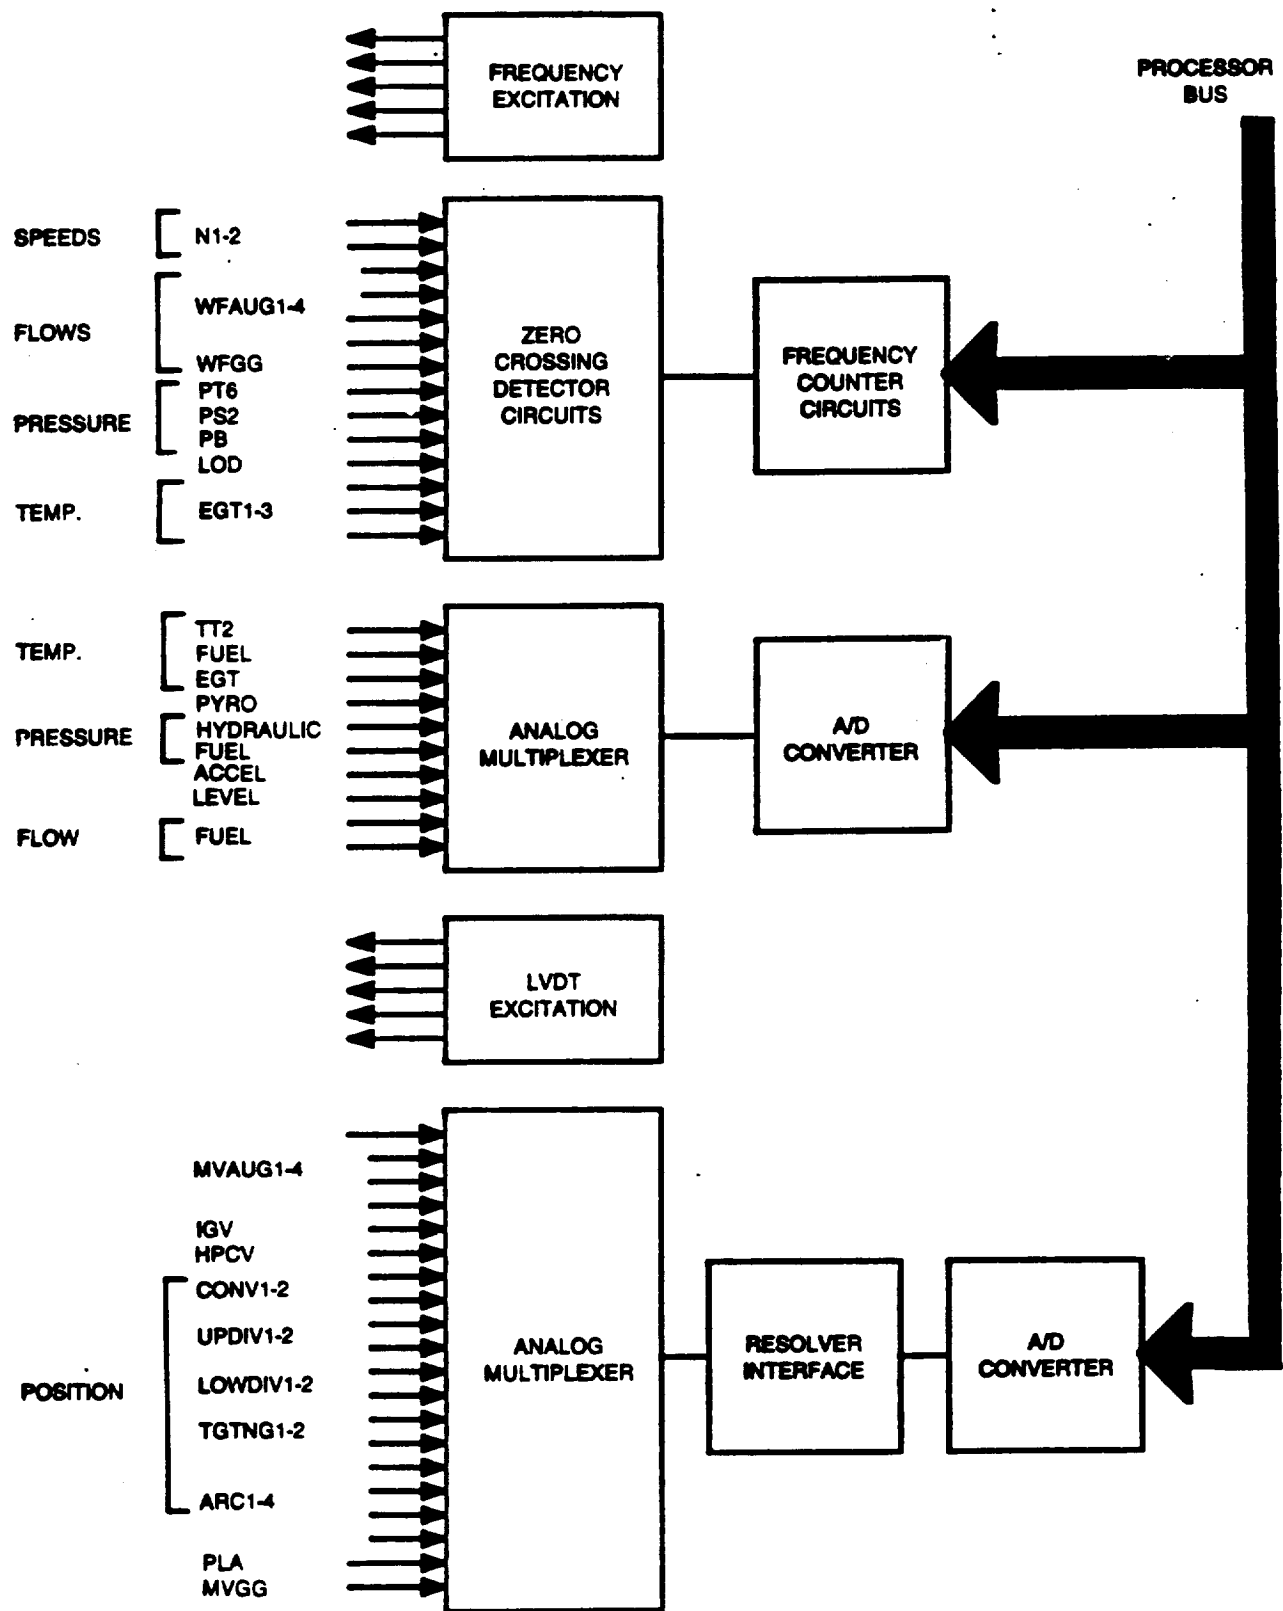 FREQUENCY
EXCITATION
PROCESSOR
BUS
SPEEDS
N1-2
FLOWS
WFAUG1-4
WFGG
PRESSURE
PT6
PS2
PB
LOD
TEMP.
EGT1-3
ZERO
CROSSING
DETECTOR
CIRCUITS
FREQUENCY
COUNTER
CIRCUITS
TEMP.
TT2
FUEL
EGT
PYRO
PRESSURE
HYDRAULIC
FUEL
ACCEL
LEVEL
FLOW
FUEL
ANALOG
MULTIPLEXER
A/D
CONVERTER
LVDT
EXCITATION
MVAUG1-4
IGV
HPCV
POSITION
CONV1-2
UPDIV1-2
LOWDIV1-2
TGTNG1-2
ARC1-4
PLA
MVGG
ANALOG
MULTIPLEXER
RESOLVER
INTERFACE
A/D
CONVERTER